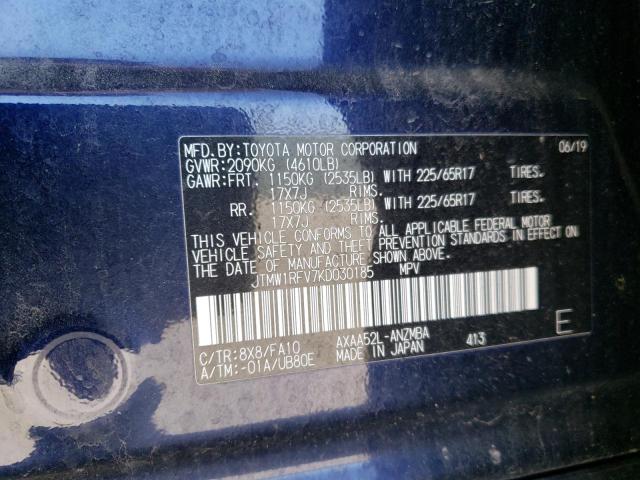 MFD.BY:TOYOTA MOTOR CORPORATION 06/19
GVWR:2090KG (4610LB)
GAWR:FRT. 1150KG (2535LB) WITH 225/65R17 TIRES.
17X7J RIMS.
RR. 1150KG (2535LB) WITH 225/65R17 TIRES.
17X7J RIMS.
THIS VEHICLE CONFORMS TO ALL APPLICABLE FEDERAL MOTOR
VEHICLE SAFETY AND THEFT PREVENTION STANDARDS IN EFFECT ON
THE DATE OF MANUFACTURE SHOWN ABOVE.
JTMW1RFV7KD030185 MPV
C/TR:8X8/FA10 AXAA52L-ANZMBA 413 E
A/TM:-01A/UB80E MADE IN JAPAN